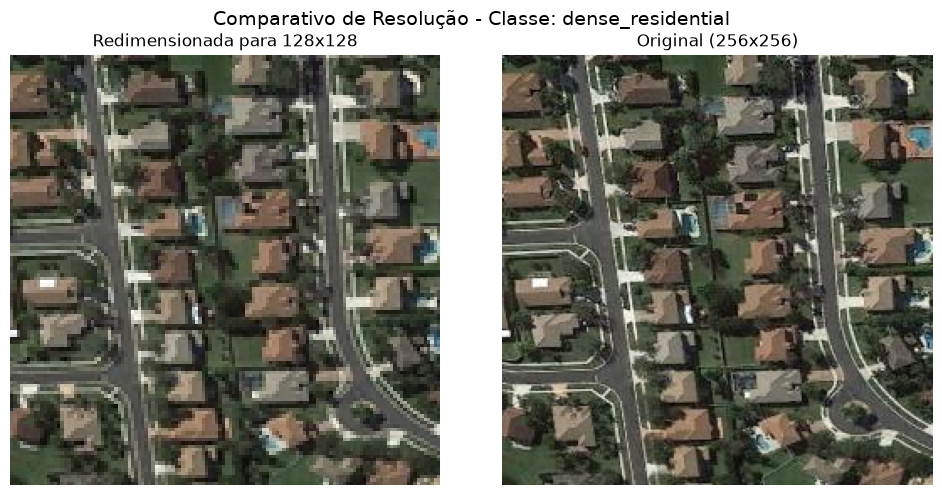 Comparativo de Resolução - Classe: dense_residential
Redimensionada para 128x128
Original (256x256)